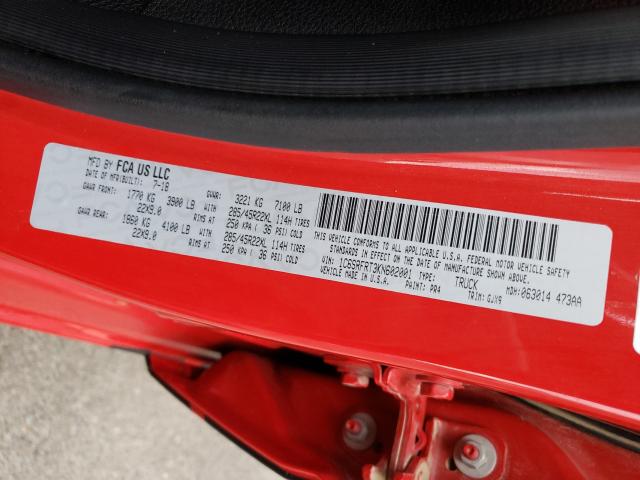 MFD BY FCA US LLC
DATE OF MFR(BUILT): 7-18 GVWR: 3221 KG 7100 LB
GAWR FRONT: 1770 KG 3900 LB WITH 285/45R22XL 114H TIRES
22X9.0 RIMS AT 250 KPA ( 36 PSI) COLD
GAWR REAR: 1860 KG 4100 LB WITH 285/45R22XL 114H TIRES
22X9.0 RIMS AT 250 KPA ( 36 PSI) COLD
THIS VEHICLE CONFORMS TO ALL APPLICABLE U.S.A. FEDERAL MOTOR VEHICLE SAFETY
STANDARDS IN EFFECT ON THE DATE OF MANUFACTURE SHOWN ABOVE.
VIN: 1C6SRFRT3KN602001 TYPE: TRUCK MDH: 063014 473AA
MADE IN U.S.A. PAINT: PR4 TRIM: GJX9